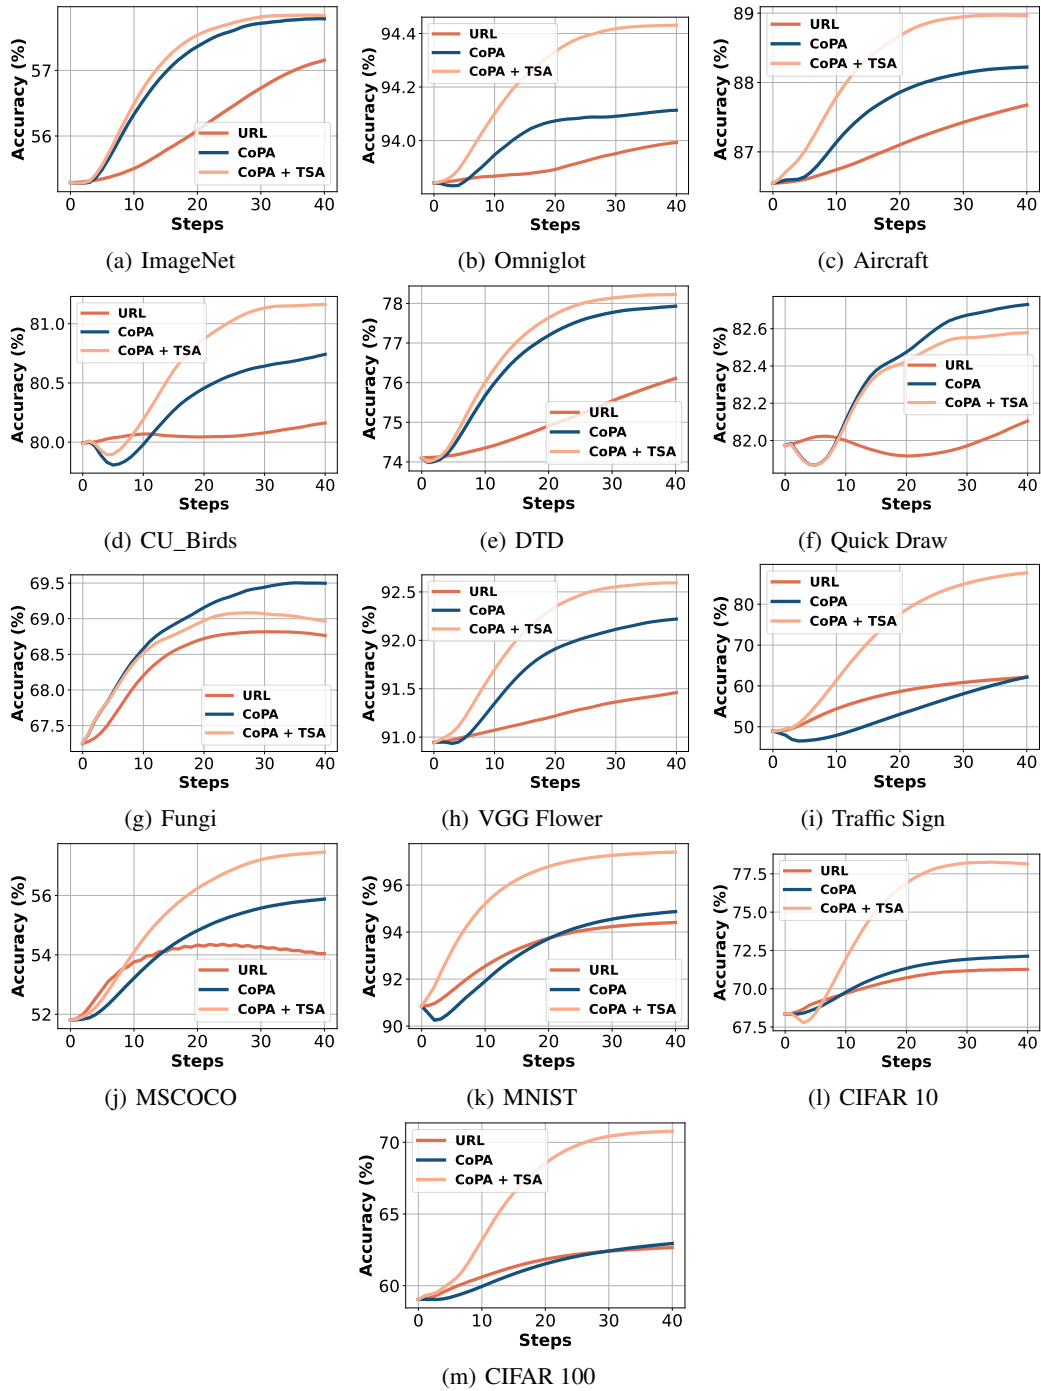 Accuracy (%)
57
56
URL
CoPA
CoPA + TSA
0 10 20 30 40
Steps
(a) ImageNet
Accuracy (%)
94.4
94.2
94.0
URL
CoPA
CoPA + TSA
0 10 20 30 40
Steps
(b) Omniglot
Accuracy (%)
89
88
87
URL
CoPA
CoPA + TSA
0 10 20 30 40
Steps
(c) Aircraft
Accuracy (%)
81.0
80.5
80.0
URL
CoPA
CoPA + TSA
0 10 20 30 40
Steps
(d) CU_Birds
Accuracy (%)
78
77
76
75
74
URL
CoPA
CoPA + TSA
0 10 20 30 40
Steps
(e) DTD
Accuracy (%)
82.6
82.4
82.2
82.0
URL
CoPA
CoPA + TSA
0 10 20 30 40
Steps
(f) Quick Draw
Accuracy (%)
69.5
69.0
68.5
68.0
67.5
URL
CoPA
CoPA + TSA
0 10 20 30 40
Steps
(g) Fungi
Accuracy (%)
92.5
92.0
91.5
91.0
URL
CoPA
CoPA + TSA
0 10 20 30 40
Steps
(h) VGG Flower
Accuracy (%)
80
70
60
50
URL
CoPA
CoPA + TSA
0 10 20 30 40
Steps
(i) Traffic Sign
Accuracy (%)
56
54
52
URL
CoPA
CoPA + TSA
0 10 20 30 40
Steps
(j) MSCOCO
Accuracy (%)
96
94
92
90
URL
CoPA
CoPA + TSA
0 10 20 30 40
Steps
(k) MNIST
Accuracy (%)
77.5
75.0
72.5
70.0
67.5
URL
CoPA
CoPA + TSA
0 10 20 30 40
Steps
(l) CIFAR 10
Accuracy (%)
70
65
60
URL
CoPA
CoPA + TSA
0 10 20 30 40
Steps
(m) CIFAR 100